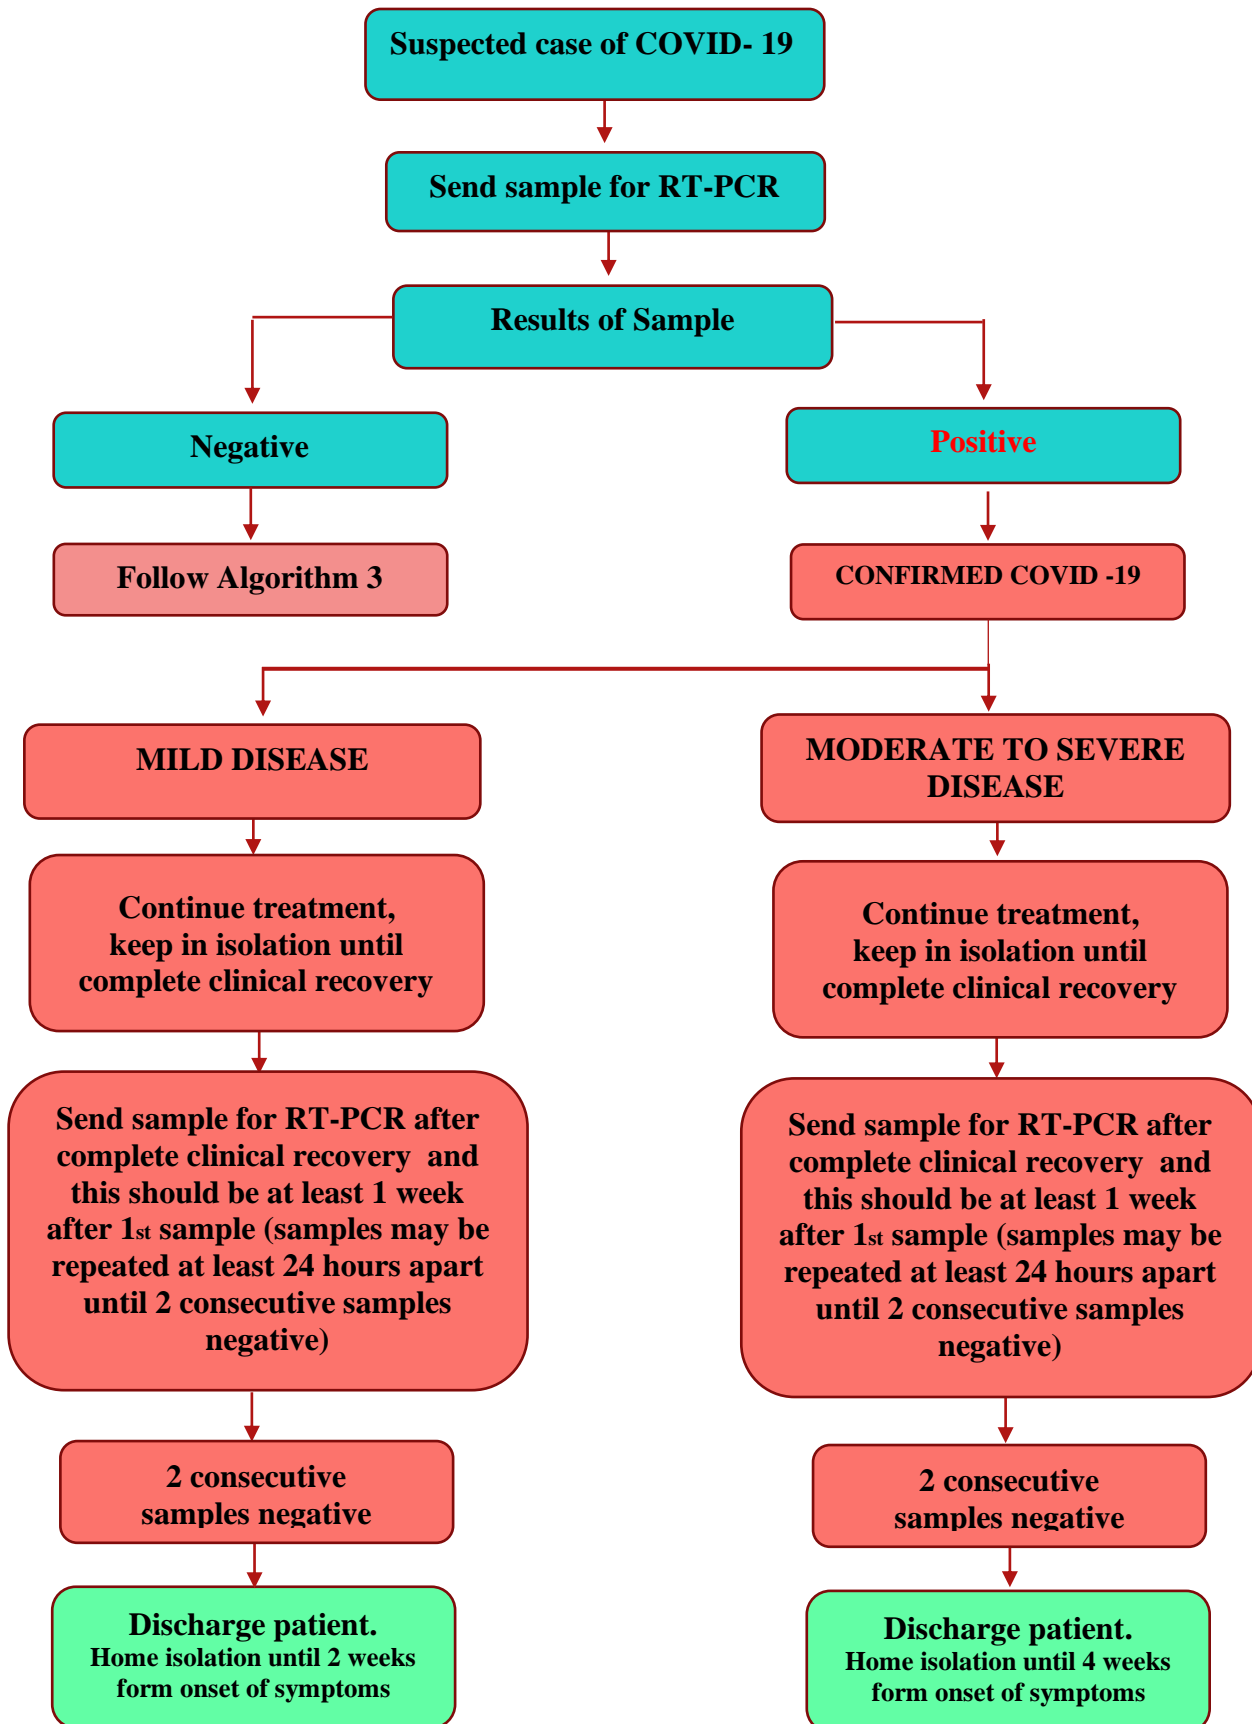 Suspected case of COVID- 19
Send sample for RT-PCR
Results of Sample
Negative
Positive
Follow Algorithm 3
CONFIRMED COVID -19
MILD DISEASE
MODERATE TO SEVERE
DISEASE
Continue treatment,
keep in isolation until
complete clinical recovery
Continue treatment,
keep in isolation until
complete clinical recovery
Send sample for RT-PCR after
complete clinical recovery  and
this should be at least 1 week
after 1st sample (samples may be
repeated at least 24 hours apart
until 2 consecutive samples
negative)
Send sample for RT-PCR after
complete clinical recovery  and
this should be at least 1 week
after 1st sample (samples may be
repeated at least 24 hours apart
until 2 consecutive samples
negative)
2 consecutive
samples negative
2 consecutive
samples negative
Discharge patient.
Home isolation until 2 weeks
form onset of symptoms
Discharge patient.
Home isolation until 4 weeks
form onset of symptoms